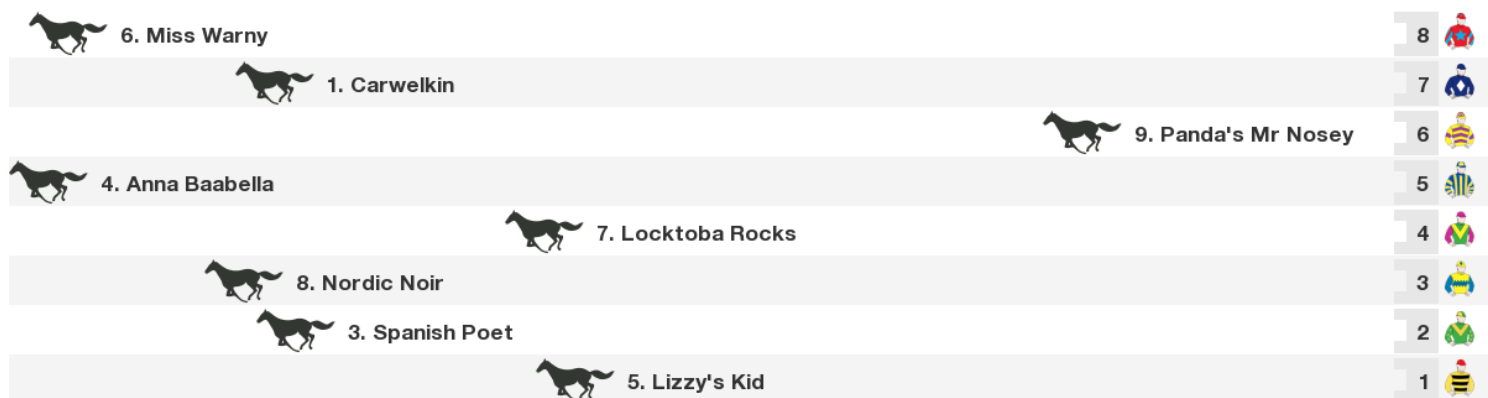 6. Miss Warny 8
1. Carwelkin 7
9. Panda's Mr Nosey 6
4. Anna Baabella 5
7. Locktoba Rocks 4
8. Nordic Noir 3
3. Spanish Poet 2
5. Lizzy's Kid 1